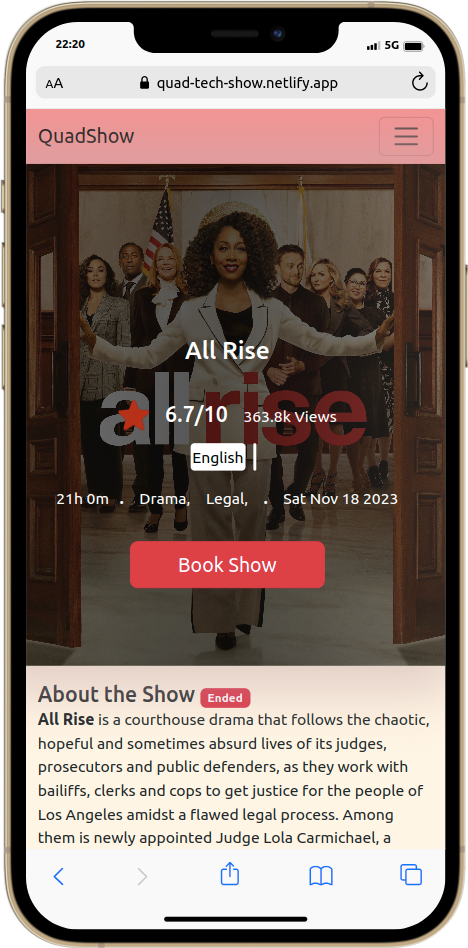 22:20
5G
AA
quad-tech-show.netlify.app
QuadShow
All Rise
allrise
6.7/10 363.8k Views
English
21h 0m . Drama, Legal, . Sat Nov 18 2023
Book Show
About the Show Ended
All Rise is a courthouse drama that follows the chaotic,
hopeful and sometimes absurd lives of its judges,
prosecutors and public defenders, as they work with
bailiffs, clerks and cops to get justice for the people of
Los Angeles amidst a flawed legal process. Among
them is newly appointed Judge Lola Carmichael, a